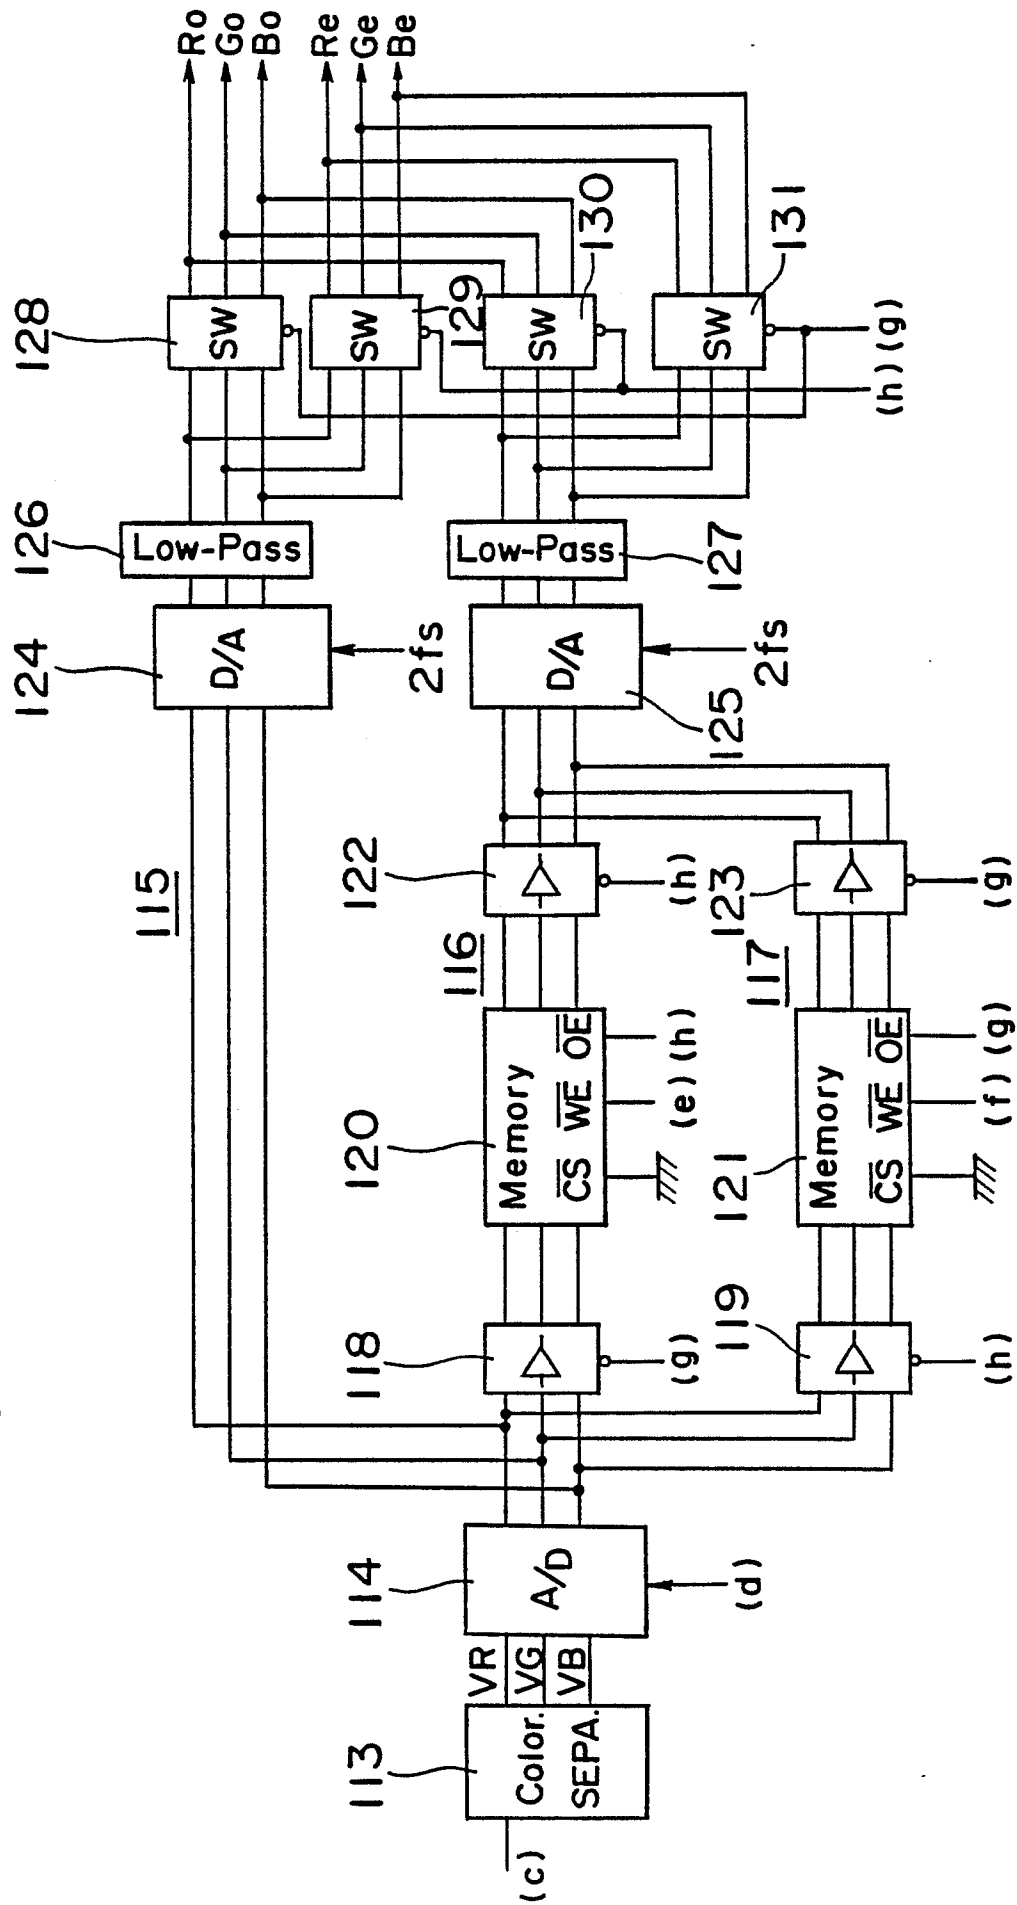 (c)
113
Color.
SEPA.
VR
VG
VB
114
A/D
(d)
115
116
117
118
(g)
119
(h)
120
Memory
CS WE OE
(e) (h)
121
Memory
CS WE OE
(f) (g)
122
(h)
123
(g)
124
D/A
2fs
125
D/A
2fs
126
Low-Pass
127
Low-Pass
128
SW
129
SW
130
SW
131
SW
(h) (g)
Ro
Go
Bo
Re
Ge
Be